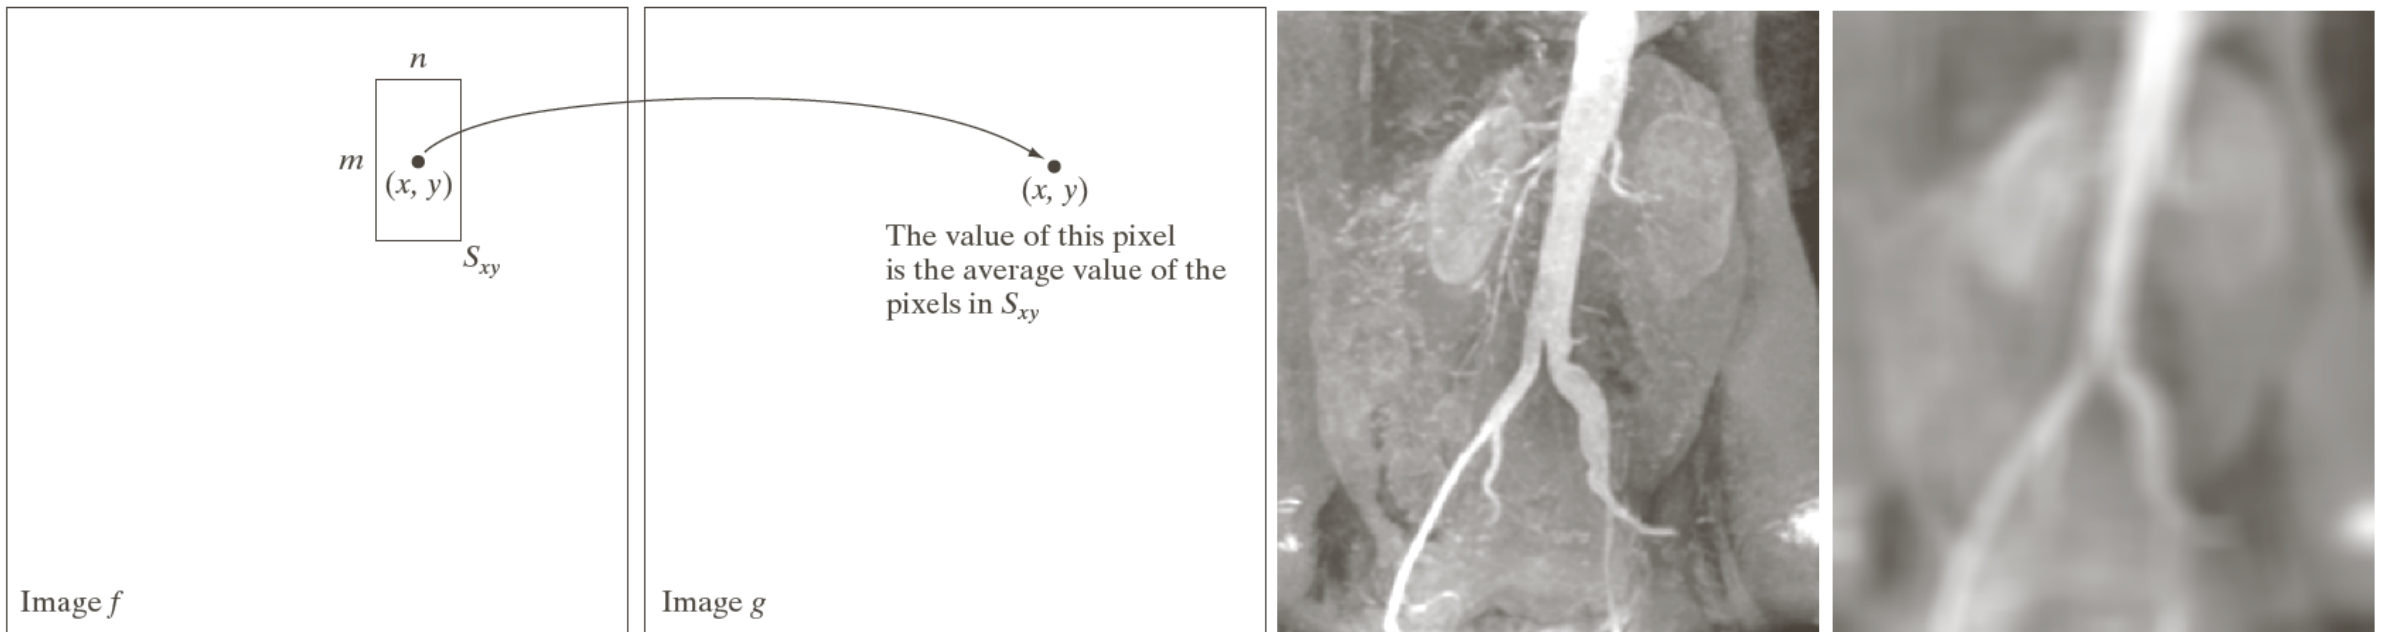 n
m
(x, y)
S_xy
Image f
(x, y)
The value of this pixel
is the average value of the
pixels in S_xy
Image g